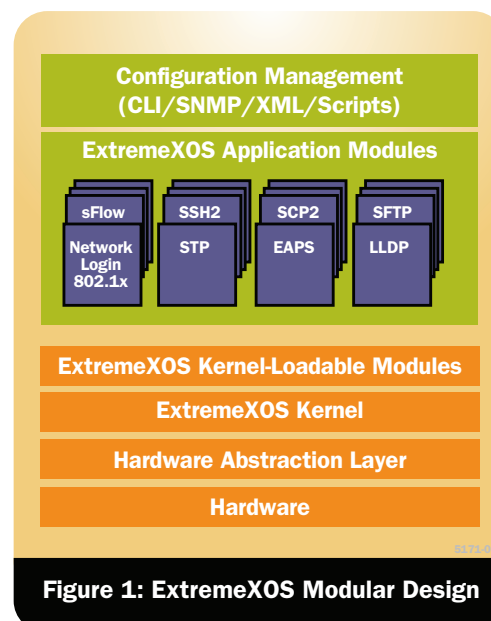 Configuration Management
(CLI/SNMP/XML/Scripts)
ExtremeXOS Application Modules
sFlow
SSH2
SCP2
SFTP
Network
Login
802.1x
STP
EAPS
LLDP
ExtremeXOS Kernel-Loadable Modules
ExtremeXOS Kernel
Hardware Abstraction Layer
Hardware
Figure 1: ExtremeXOS Modular Design